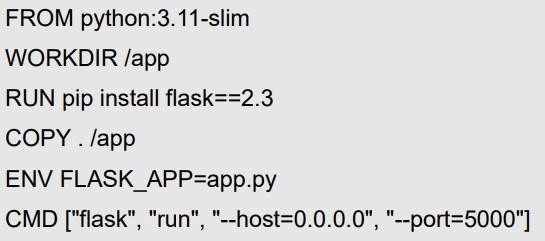 FROM python:3.11-slim
WORKDIR /app
RUN pip install flask==2.3
COPY . /app
ENV FLASK_APP=app.py
CMD ["flask", "run", "--host=0.0.0.0", "--port=5000"]